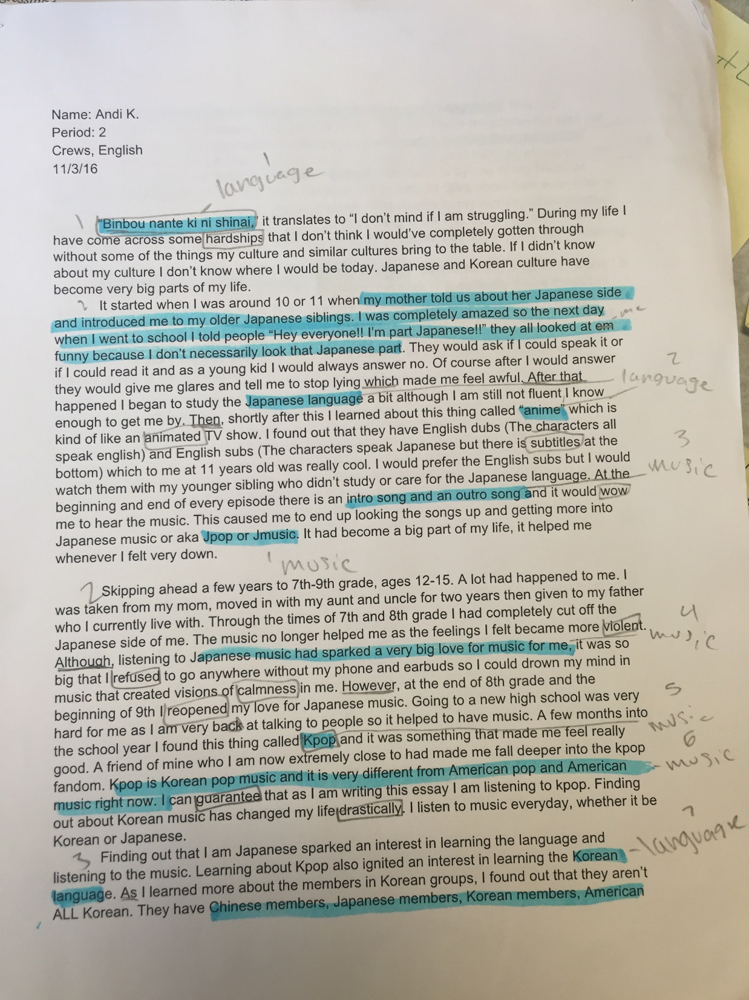 Name: Andi K.
Period: 2
Crews, English
11/3/16
1
language
1 "Binbou nante ki ni shinai," it translates to "I don't mind if I am struggling." During my life I
have come across some hardships that I don't think I would've completely gotten through
without some of the things my culture and similar cultures bring to the table. If I didn't know
about my culture I don't know where I would be today. Japanese and Korean culture have
become very big parts of my life.
2 It started when I was around 10 or 11 when my mother told us about her Japanese side
and introduced me to my older Japanese siblings. I was completely amazed so the next day
when I went to school I told people "Hey everyone!! I'm part Japanese!!" they all looked at em me
funny because I don't necessarily look that Japanese part. They would ask if I could speak it or
if I could read it and as a young kid I would always answer no. Of course after I would answer
they would give me glares and tell me to stop lying which made me feel awful. After that
2
language
happened I began to study the Japanese language a bit although I am still not fluent I know
enough to get me by. Then, shortly after this I learned about this thing called "anime" which is
kind of like an animated TV show. I found out that they have English dubs (The characters all
speak english) and English subs (The characters speak Japanese but there is subtitles at the
3
music
bottom) which to me at 11 years old was really cool. I would prefer the English subs but I would
watch them with my younger sibling who didn't study or care for the Japanese language. At the
beginning and end of every episode there is an intro song and an outro song and it would wow
me to hear the music. This caused me to end up looking the songs up and getting more into
Japanese music or aka Jpop or Jmusic. It had become a big part of my life, it helped me
whenever I felt very down.
1 music
2 Skipping ahead a few years to 7th-9th grade, ages 12-15. A lot had happened to me. I
was taken from my mom, moved in with my aunt and uncle for two years then given to my father
who I currently live with. Through the times of 7th and 8th grade I had completely cut off the
Japanese side of me. The music no longer helped me as the feelings I felt became more violent.
4
music
Although, listening to Japanese music had sparked a very big love for music for me, it was so
big that I refused to go anywhere without my phone and earbuds so I could drown my mind in
music that created visions of calmness in me. However, at the end of 8th grade and the
beginning of 9th I reopened my love for Japanese music. Going to a new high school was very
hard for me as I am very back at talking to people so it helped to have music. A few months into
5
music
the school year I found this thing called Kpop and it was something that made me feel really
good. A friend of mine who I am now extremely close to had made me fall deeper into the kpop
6
music
fandom. Kpop is Korean pop music and it is very different from American pop and American
music right now. I can guarantee that as I am writing this essay I am listening to kpop. Finding
out about Korean music has changed my life drastically. I listen to music everyday, whether it be
Korean or Japanese.
7
language
3 Finding out that I am Japanese sparked an interest in learning the language and
listening to the music. Learning about Kpop also ignited an interest in learning the Korean
language. As I learned more about the members in Korean groups, I found out that they aren't
ALL Korean. They have Chinese members, Japanese members, Korean members, American